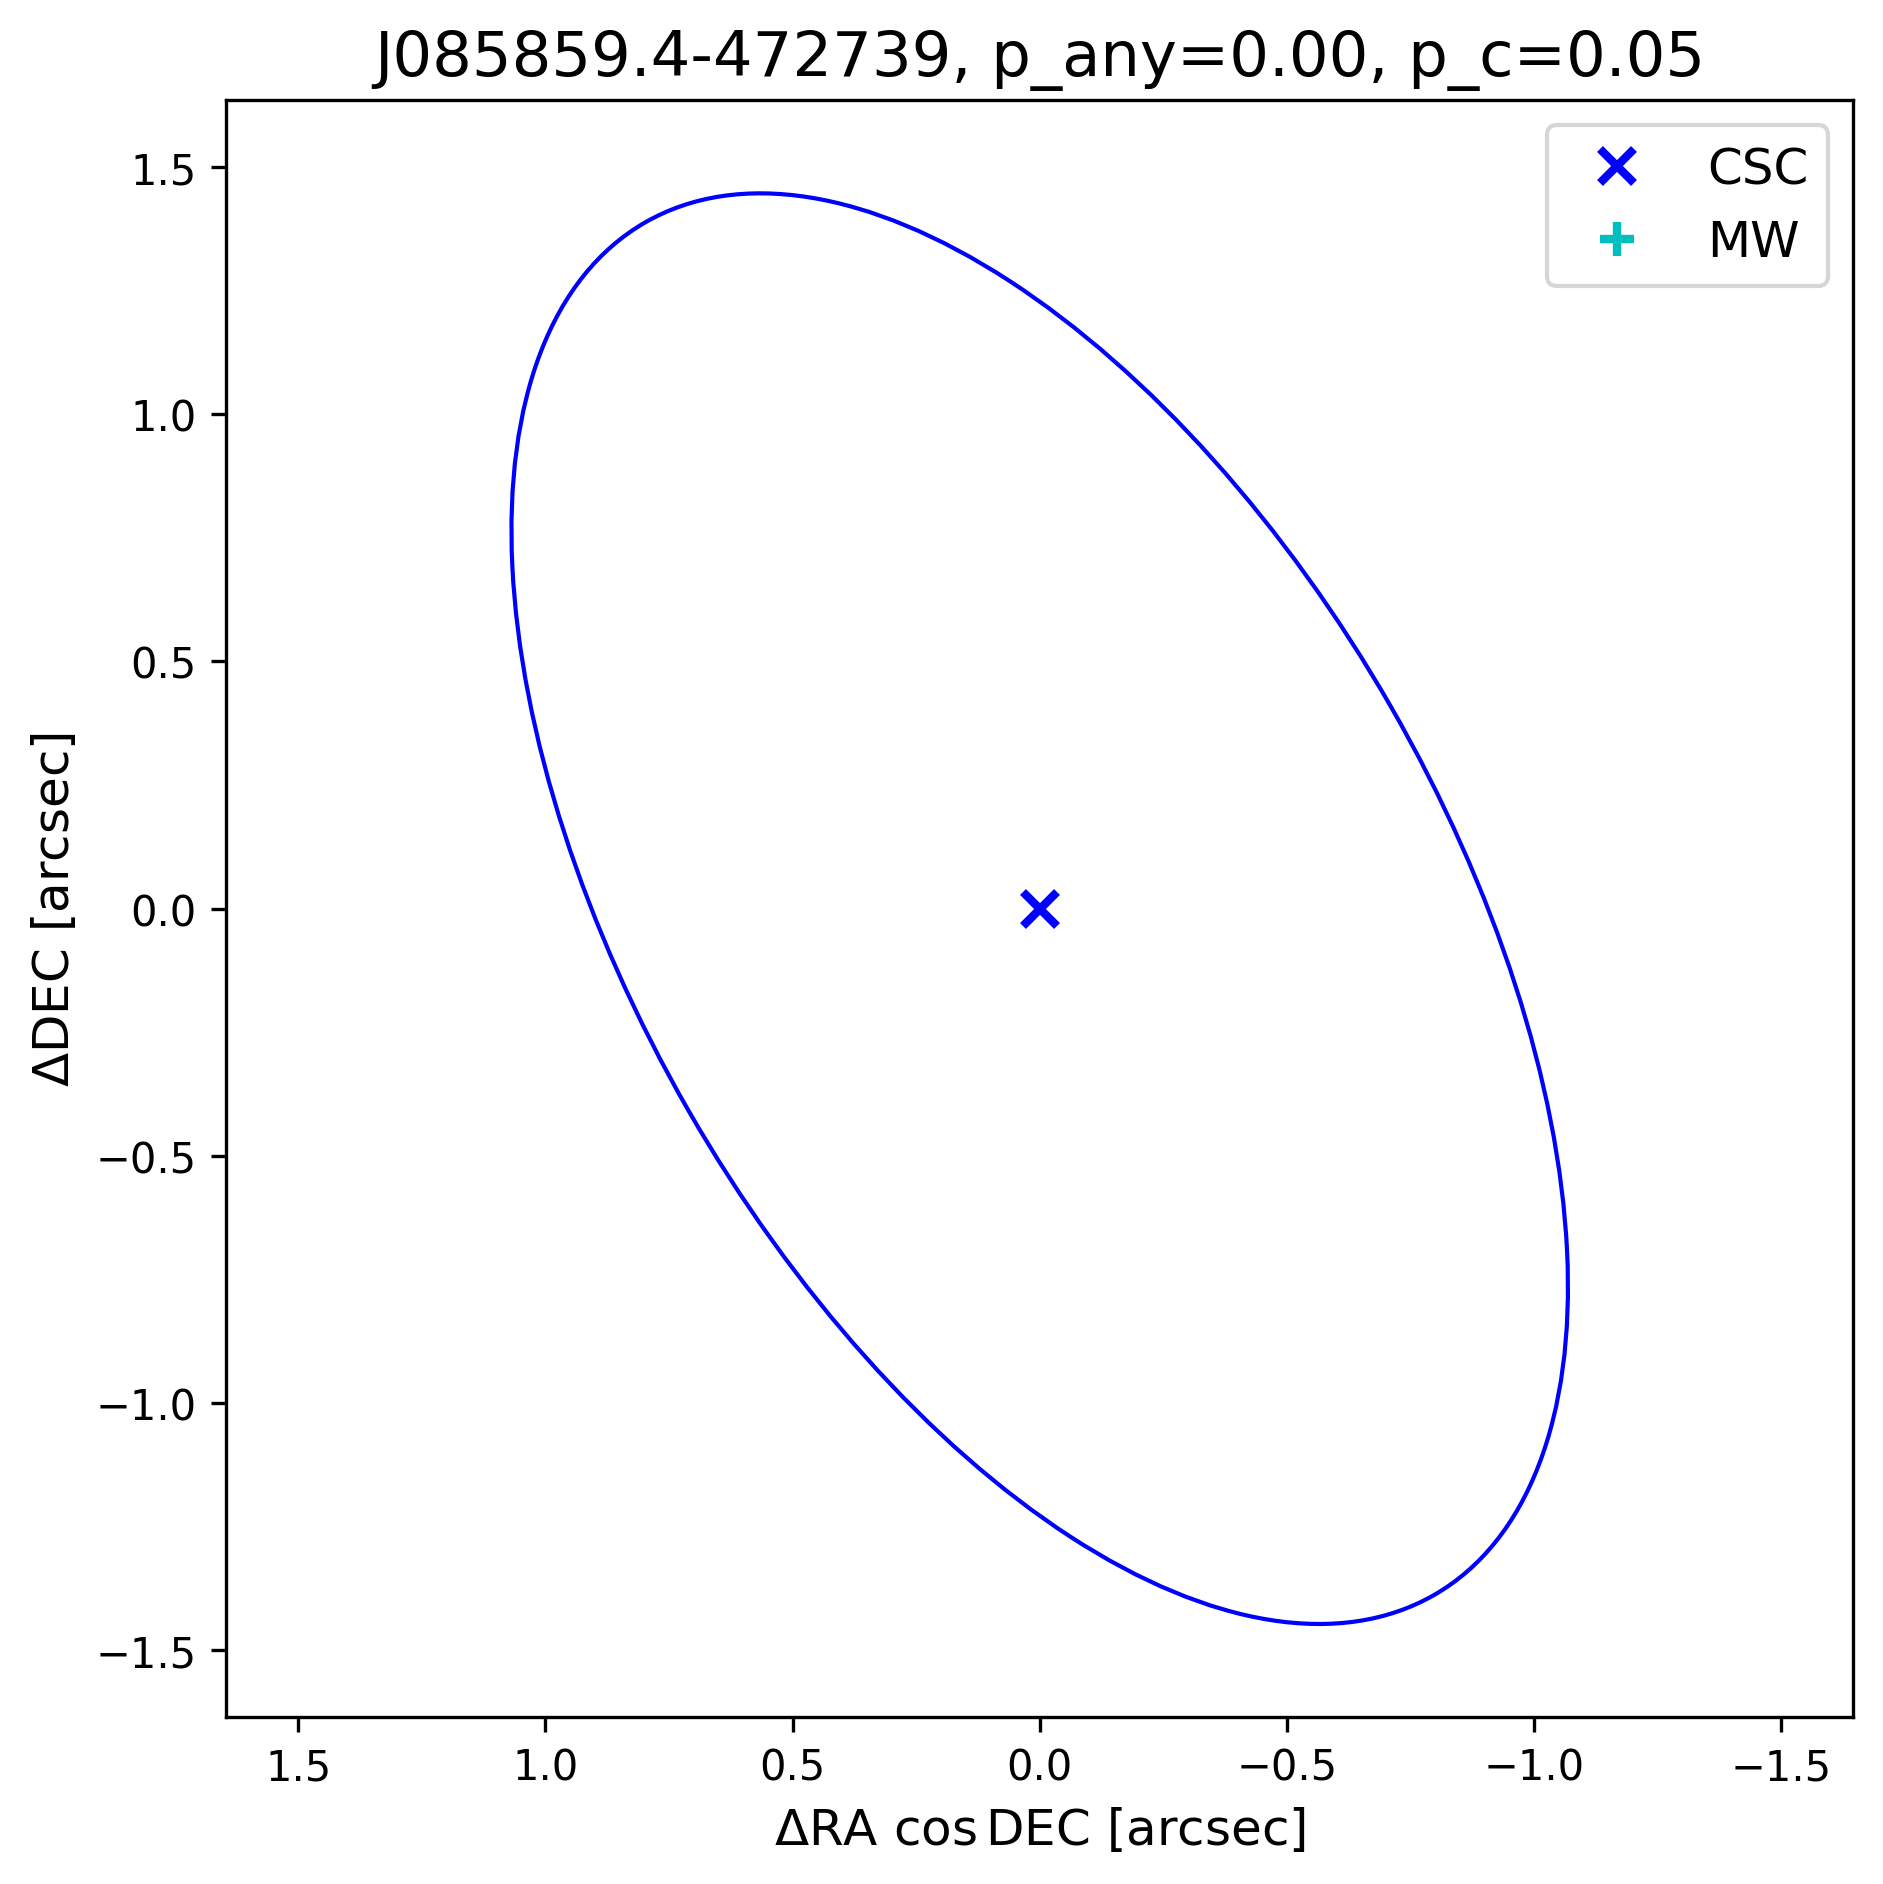 J085859.4-472739, p_any=0.00, p_c=0.05
CSC
MW
1.5
1.0
0.5
0.0
−0.5
−1.0
−1.5
ΔDEC [arcsec]
1.5 1.0 0.5 0.0 −0.5 −1.0 −1.5
ΔRA cos DEC [arcsec]